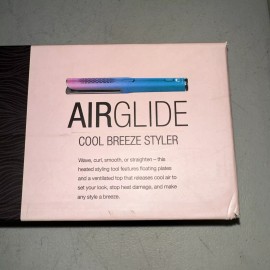 AIRGLIDE
COOL BREEZE STYLER
Wave, curl, smooth, or straighten – this
heated styling tool features floating plates
and a ventilated top that releases cool air to
set your look, stop heat damage, and make
any style a breeze.